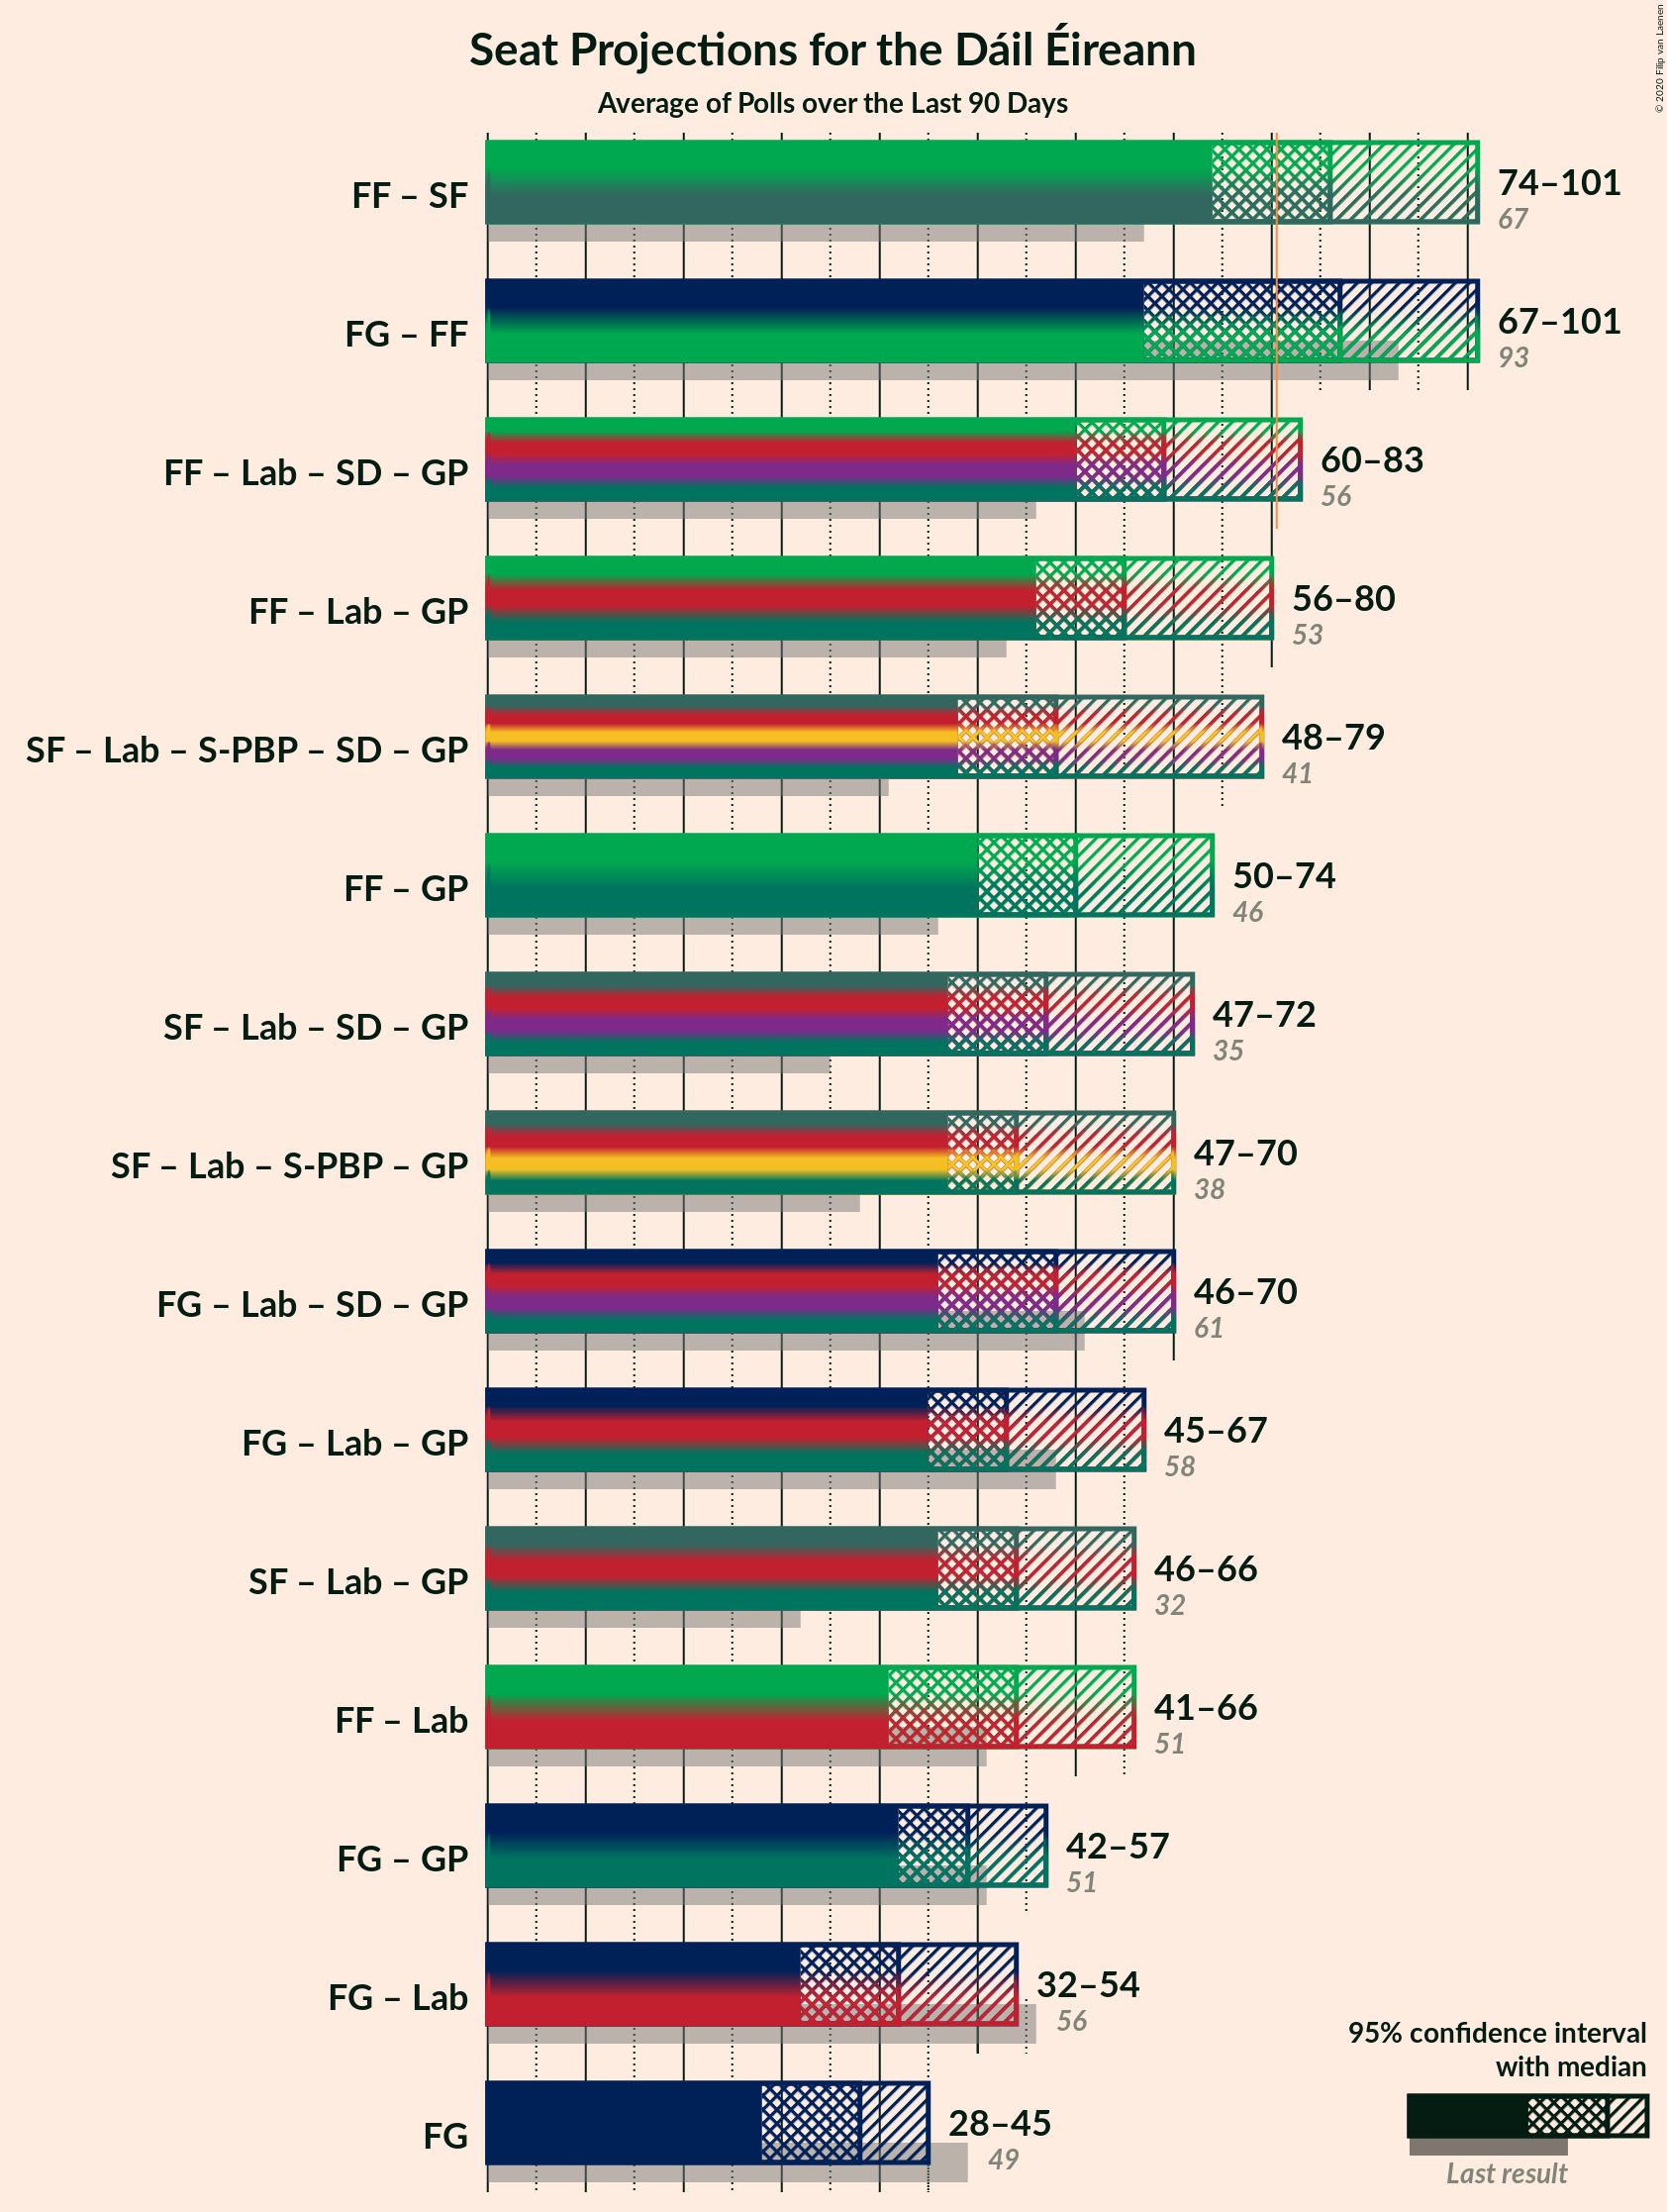 Seat Projections for the Dáil Éireann
Average of Polls over the Last 90 Days
© 2020 Filip van Laenen
FF – SF
74–101
67
FG – FF
67–101
93
FF – Lab – SD – GP
60–83
56
FF – Lab – GP
56–80
53
SF – Lab – S-PBP – SD – GP
48–79
41
FF – GP
50–74
46
SF – Lab – SD – GP
47–72
35
SF – Lab – S-PBP – GP
47–70
38
FG – Lab – SD – GP
46–70
61
FG – Lab – GP
45–67
58
SF – Lab – GP
46–66
32
FF – Lab
41–66
51
FG – GP
42–57
51
FG – Lab
32–54
56
FG
28–45
49
95% confidence interval
with median
Last result